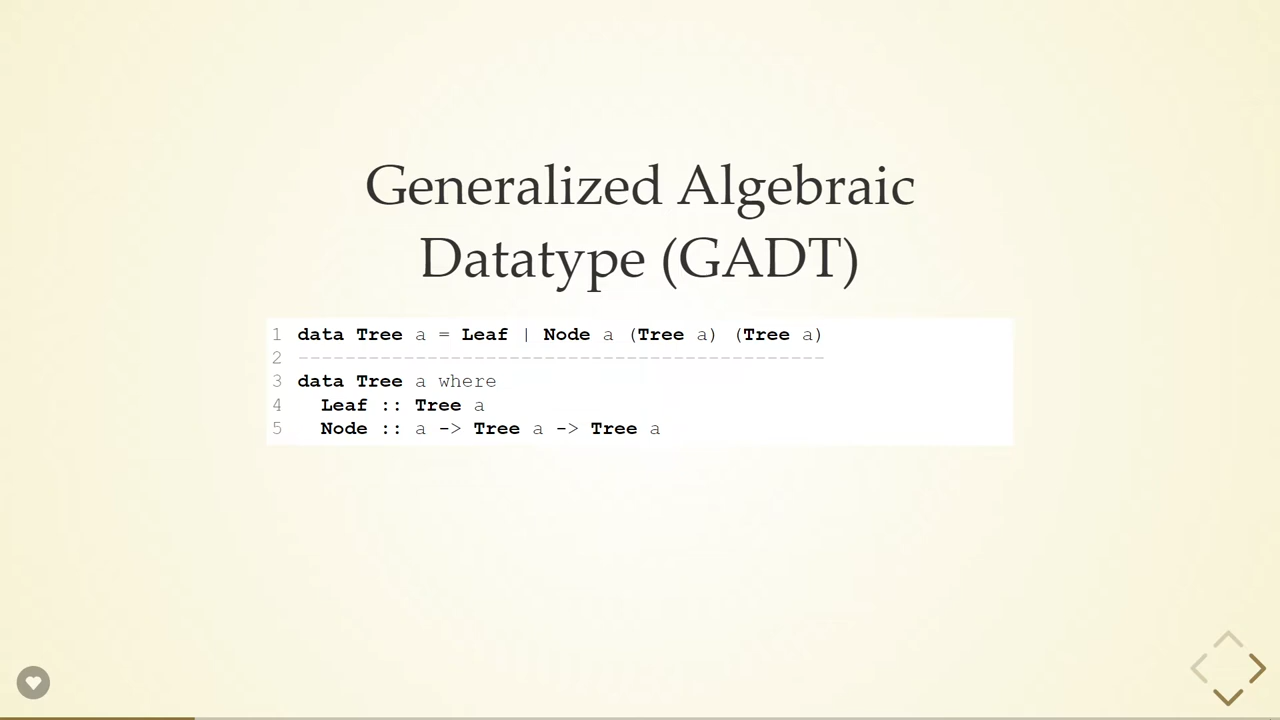 Generalized Algebraic
Datatype (GADT)
1 data Tree a = Leaf | Node a (Tree a) (Tree a)
2 ---------------------------------------------
3 data Tree a where
4   Leaf :: Tree a
5   Node :: a -> Tree a -> Tree a